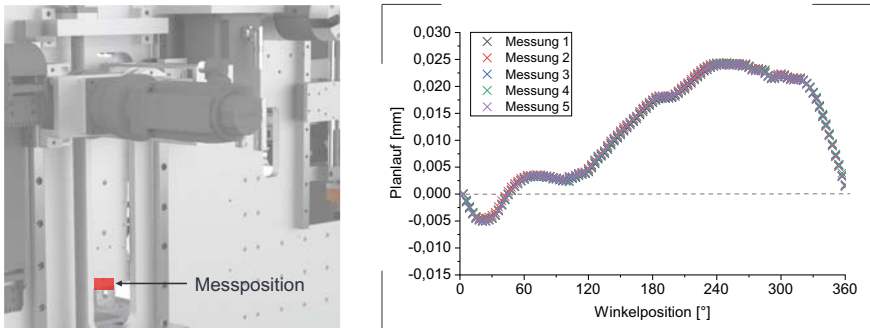 Messposition
Planlauf [mm]
0,030
0,025
0,020
0,015
0,010
0,005
0,000
-0,005
-0,010
-0,015
Messung 1
Messung 2
Messung 3
Messung 4
Messung 5
0 60 120 180 240 300 360
Winkelposition [°]